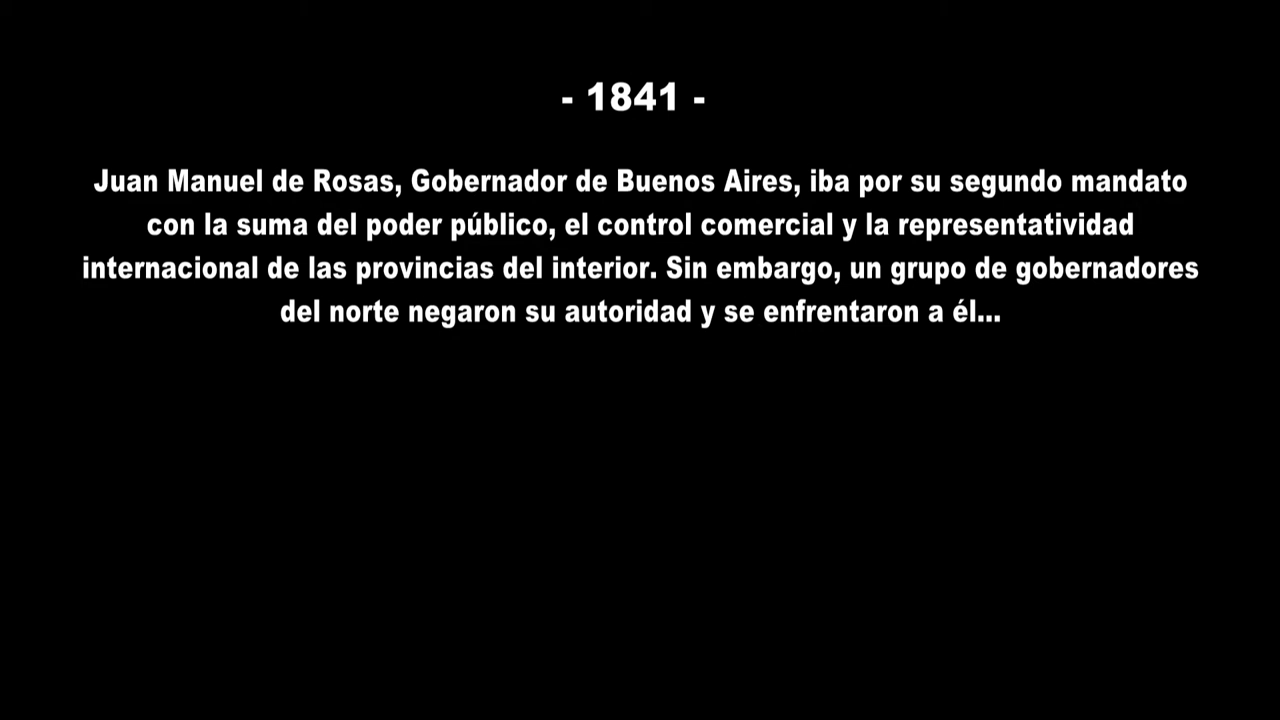 - 1841 -
Juan Manuel de Rosas, Gobernador de Buenos Aires, iba por su segundo mandato
con la suma del poder público, el control comercial y la representatividad
internacional de las provincias del interior. Sin embargo, un grupo de gobernadores
del norte negaron su autoridad y se enfrentaron a él...